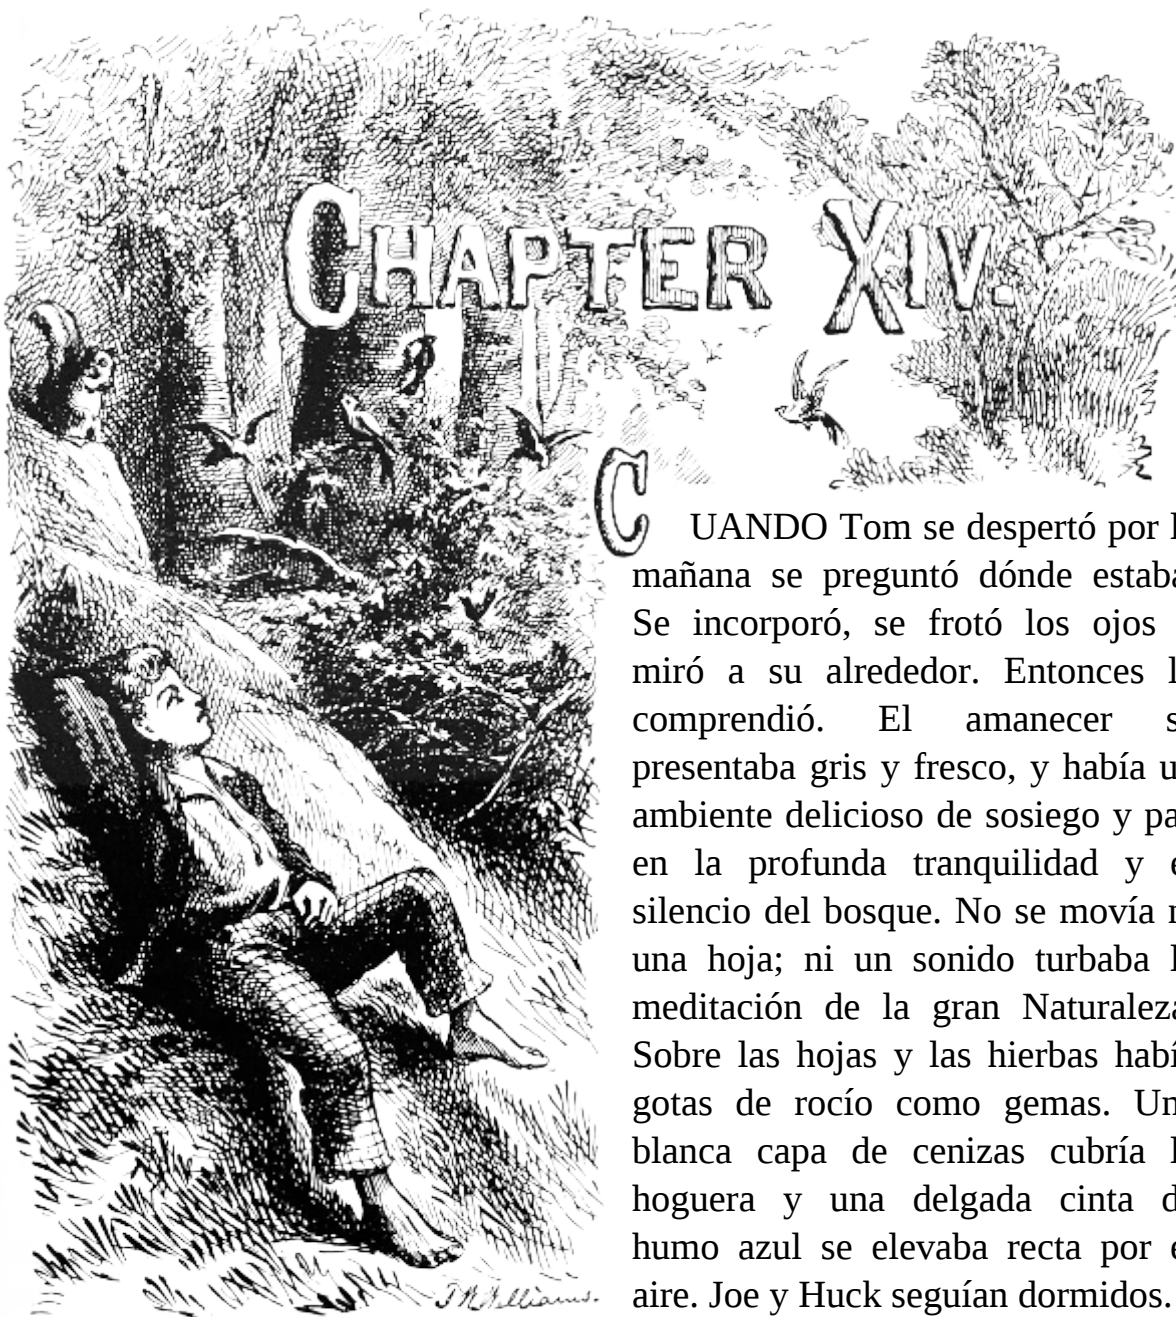 CHAPTER XIV.
CUANDO Tom se despertó por l
mañana se preguntó dónde estaba
Se incorporó, se frotó los ojos
miró a su alrededor. Entonces l
comprendió. El amanecer s
presentaba gris y fresco, y había u
ambiente delicioso de sosiego y pa
en la profunda tranquilidad y e
silencio del bosque. No se movía n
una hoja; ni un sonido turbaba l
meditación de la gran Naturaleza
Sobre las hojas y las hierbas habí
gotas de rocío como gemas. Un
blanca capa de cenizas cubría l
hoguera y una delgada cinta d
humo azul se elevaba recta por e
aire. Joe y Huck seguían dormidos.
T.W. Williams.